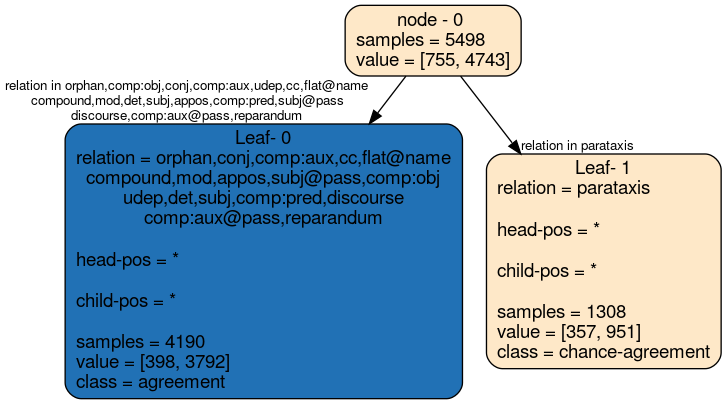 node - 0
samples = 5498
value = [755, 4743]
relation in orphan,comp:obj,conj,comp:aux,udep,cc,flat@name
compound,mod,det,subj,appos,comp:pred,subj@pass
discourse,comp:aux@pass,reparandum
relation in parataxis
Leaf- 0
relation = orphan,conj,comp:aux,cc,flat@name
compound,mod,appos,subj@pass,comp:obj
udep,det,subj,comp:pred,discourse
comp:aux@pass,reparandum
head-pos = *
child-pos = *
samples = 4190
value = [398, 3792]
class = agreement
Leaf- 1
relation = parataxis
head-pos = *
child-pos = *
samples = 1308
value = [357, 951]
class = chance-agreement